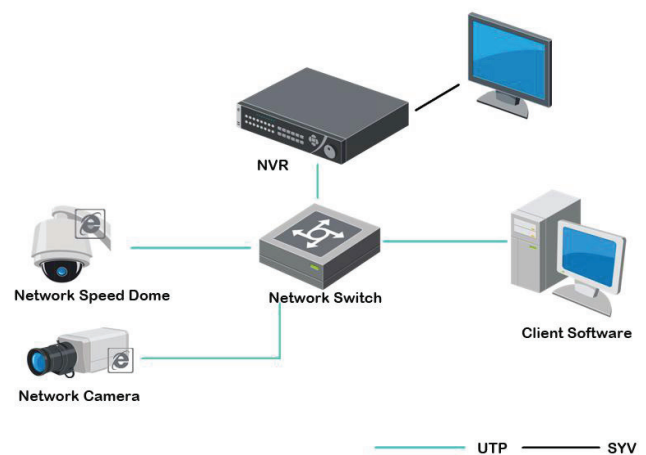 NVR
Network Speed Dome
Network Switch
Client Software
Network Camera
UTP
SYV